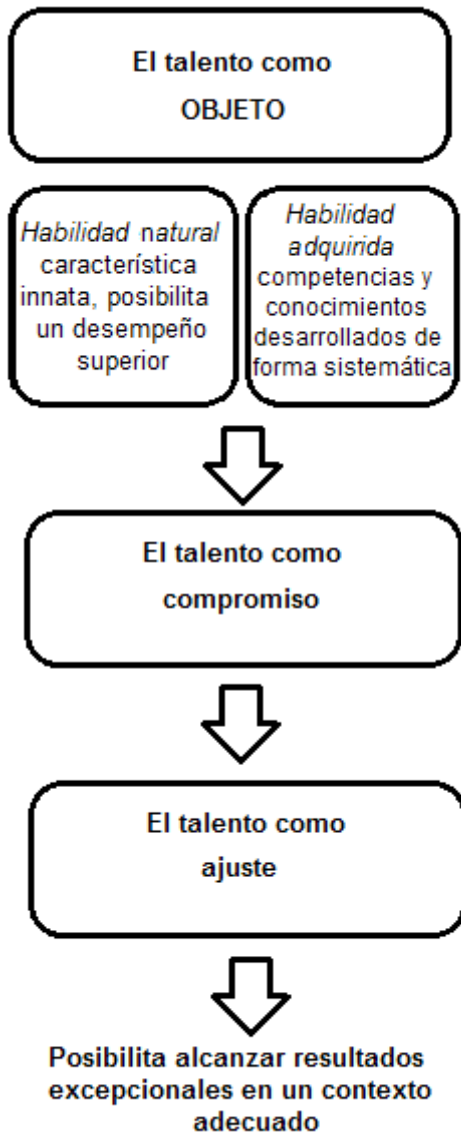 El talento como
OBJETO
Habilidad natural
característica
innata, posibilita
un desempeño
superior
Habilidad
adquirida
competencias y
conocimientos
desarrollados de
forma sistemática
El talento como
compromiso
El talento como
ajuste
Posibilita alcanzar resultados
excepcionales en un contexto
adecuado